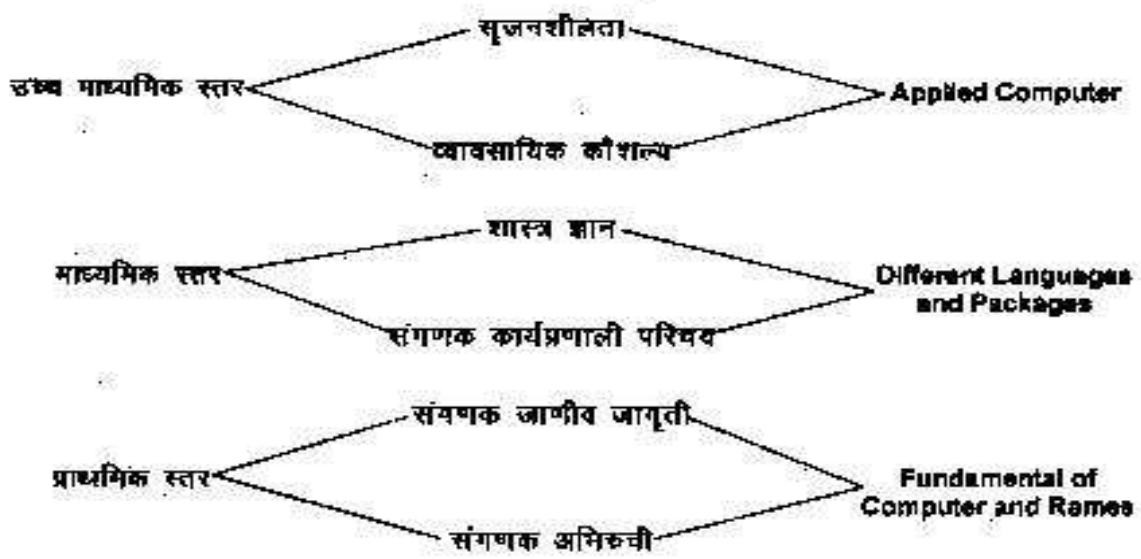 सृजनशीलता
उच्च माध्यमिक स्तर
Applied Computer
व्यावसायिक कौशल्य
शास्त्र ज्ञान
माध्यमिक स्तर
Different Languages
and Packages
संगणक कार्यप्रणाली परिचय
संगणक जाणीव जागृती
प्राथमिक स्तर
Fundamental of
Computer and Rames
संगणक अभिरुची